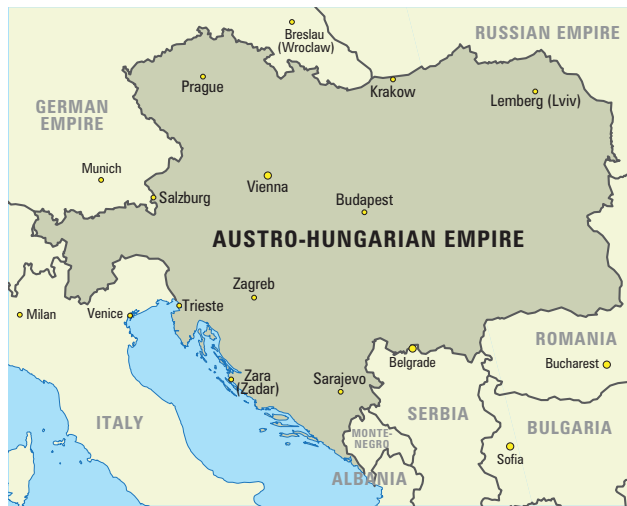 Breslau
(Wroclaw)
RUSSIAN EMPIRE
Prague
Krakow
Lemberg (Lviv)
GERMAN
EMPIRE
Munich
Salzburg
Vienna
Budapest
AUSTRO-HUNGARIAN EMPIRE
Zagreb
Milan
Venice
Trieste
ROMANIA
Belgrade
Bucharest
Zara
(Zadar)
Sarajevo
ITALY
SERBIA
BULGARIA
MONTE-
NEGRO
Sofia
ALBANIA